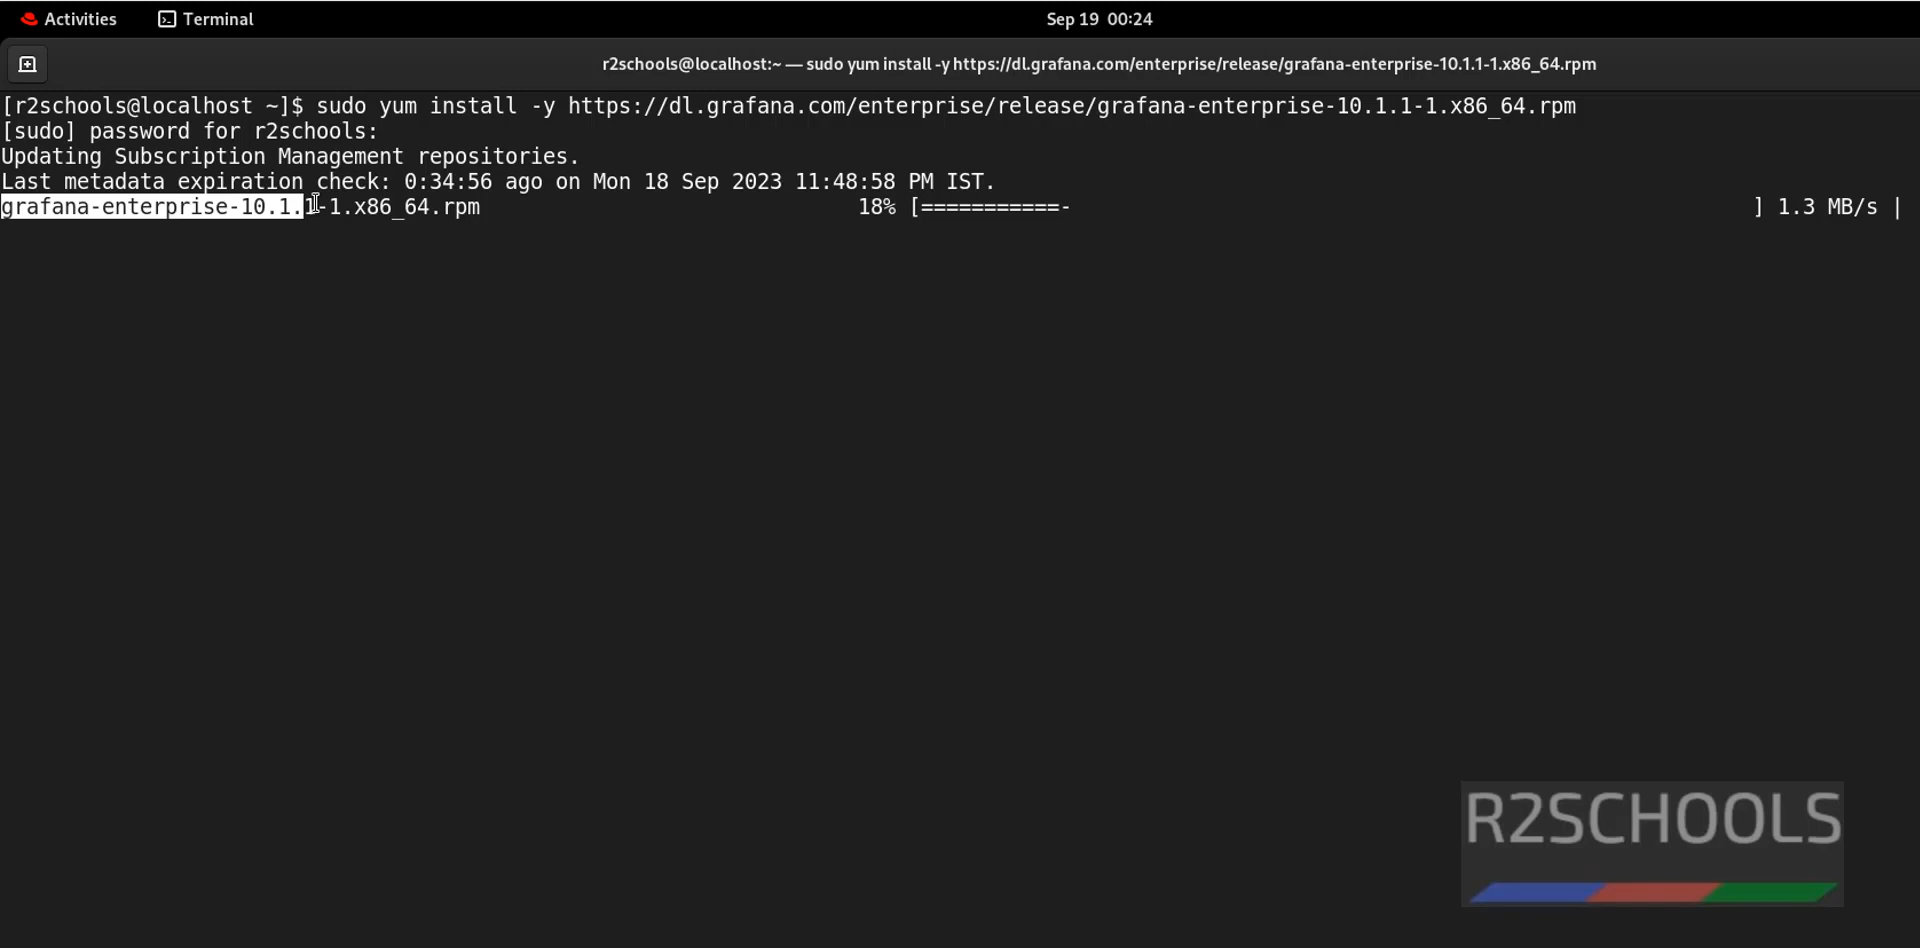 Activities Terminal Sep 19 00:24
r2schools@localhost:~ — sudo yum install -y https://dl.grafana.com/enterprise/release/grafana-enterprise-10.1.1-1.x86_64.rpm
[r2schools@localhost ~]$ sudo yum install -y https://dl.grafana.com/enterprise/release/grafana-enterprise-10.1.1-1.x86_64.rpm
[sudo] password for r2schools:
Updating Subscription Management repositories.
Last metadata expiration check: 0:34:56 ago on Mon 18 Sep 2023 11:48:58 PM IST.
grafana-enterprise-10.1.1-1.x86_64.rpm 18% [===========- ] 1.3 MB/s |
R2SCHOOLS